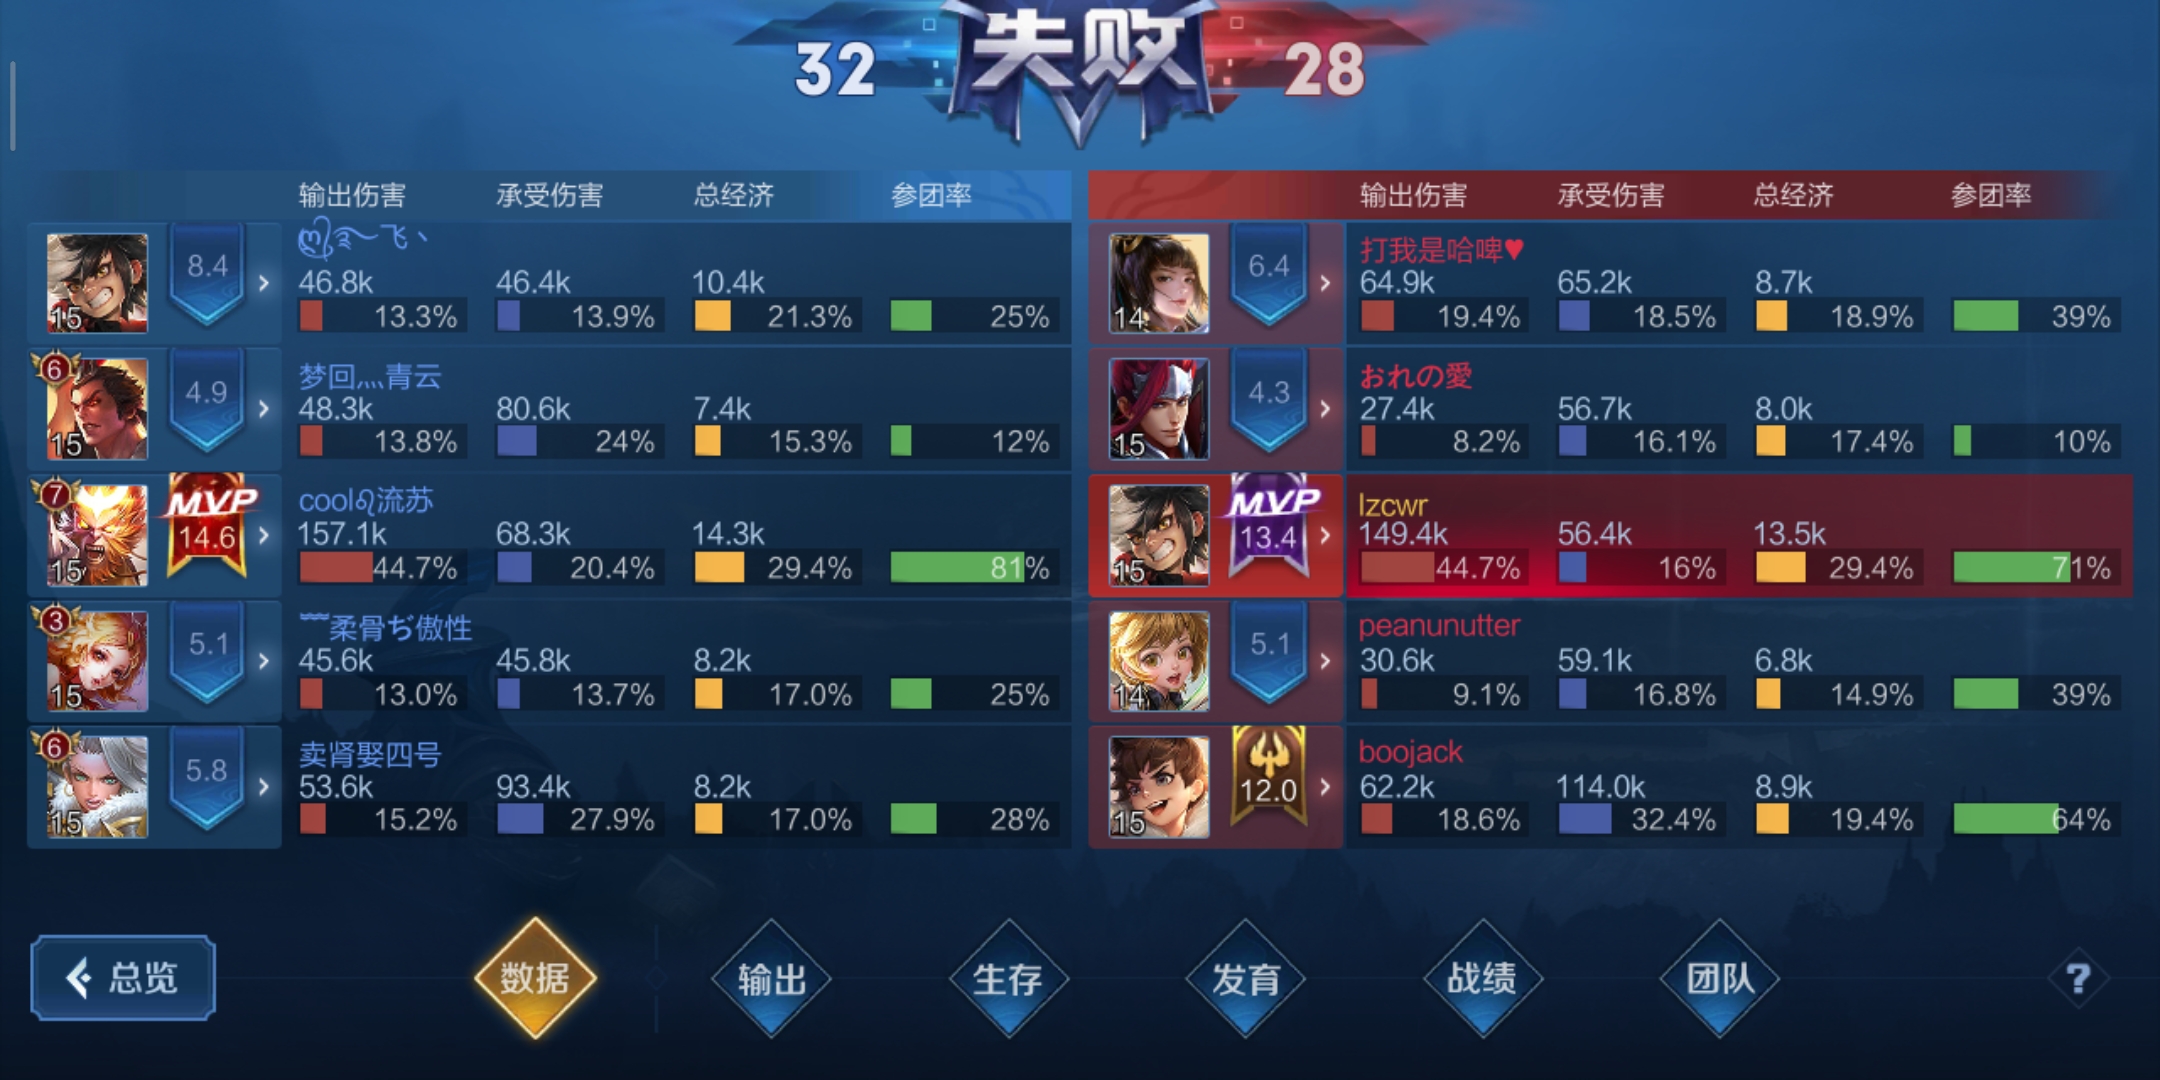 32 失败 28
输出伤害 承受伤害 总经济 参团率 输出伤害 承受伤害 总经济 参团率
15 8.4 飞丶
46.8k 46.4k 10.4k
13.3% 13.9% 21.3% 25%
6 15 4.9 梦回灬青云
48.3k 80.6k 7.4k
13.8% 24% 15.3% 12%
7 15 MVP 14.6 cool流苏
157.1k 68.3k 14.3k
44.7% 20.4% 29.4% 81%
3 15 5.1 柔骨ぢ傲性
45.6k 45.8k 8.2k
13.0% 13.7% 17.0% 25%
6 15 5.8 卖肾娶四号
53.6k 93.4k 8.2k
15.2% 27.9% 17.0% 28%
14 6.4 打我是哈啤♥
64.9k 65.2k 8.7k
19.4% 18.5% 18.9% 39%
15 4.3 おれの愛
27.4k 56.7k 8.0k
8.2% 16.1% 17.4% 10%
15 MVP 13.4 lzcwr
149.4k 56.4k 13.5k
44.7% 16% 29.4% 71%
14 5.1 peanunutter
30.6k 59.1k 6.8k
9.1% 16.8% 14.9% 39%
15 12.0 boojack
62.2k 114.0k 8.9k
18.6% 32.4% 19.4% 64%
总览 数据 输出 生存 发育 战绩 团队 ?